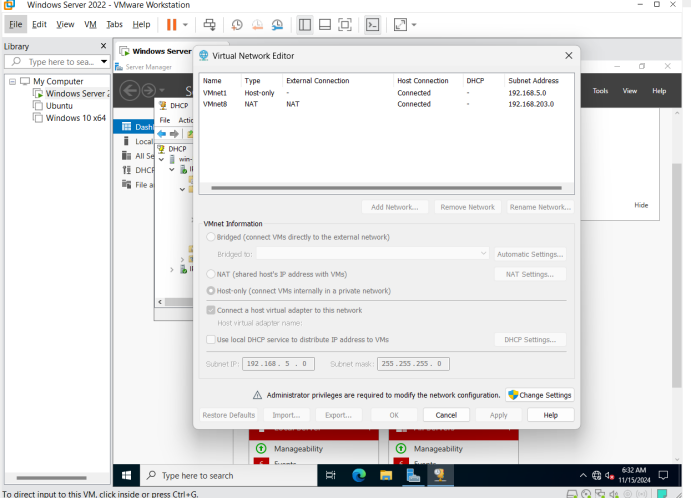 Windows Server 2022 - VMware Workstation
File Edit View VM Tabs Help
Library X
Type here to sea...
My Computer
Windows Server 2
Ubuntu
Windows 10 x64
Windows Server
Server Manager
Tools View Help
DHCP
File Actio
Dash
Local
All Se
DHCP
File a
DHCP
win-
Hide
Virtual Network Editor
Name Type External Connection Host Connection DHCP Subnet Address
VMnet1 Host-only - Connected - 192.168.5.0
VMnet8 NAT NAT Connected - 192.168.203.0
Add Network... Remove Network Rename Network...
VMnet Information
Bridged (connect VMs directly to the external network)
Bridged to: Automatic Settings...
NAT (shared host's IP address with VMs) NAT Settings...
Host-only (connect VMs internally in a private network)
Connect a host virtual adapter to this network
Host virtual adapter name:
Use local DHCP service to distribute IP address to VMs DHCP Settings...
Subnet IP: 192.168. 5 . 0 Subnet mask: 255.255.255. 0
Administrator privileges are required to modify the network configuration. Change Settings
Restore Defaults Import... Export... OK Cancel Apply Help
Manageability Manageability
Events
Type here to search
6:32 AM
11/15/2024
To direct input to this VM, click inside or press Ctrl+G.